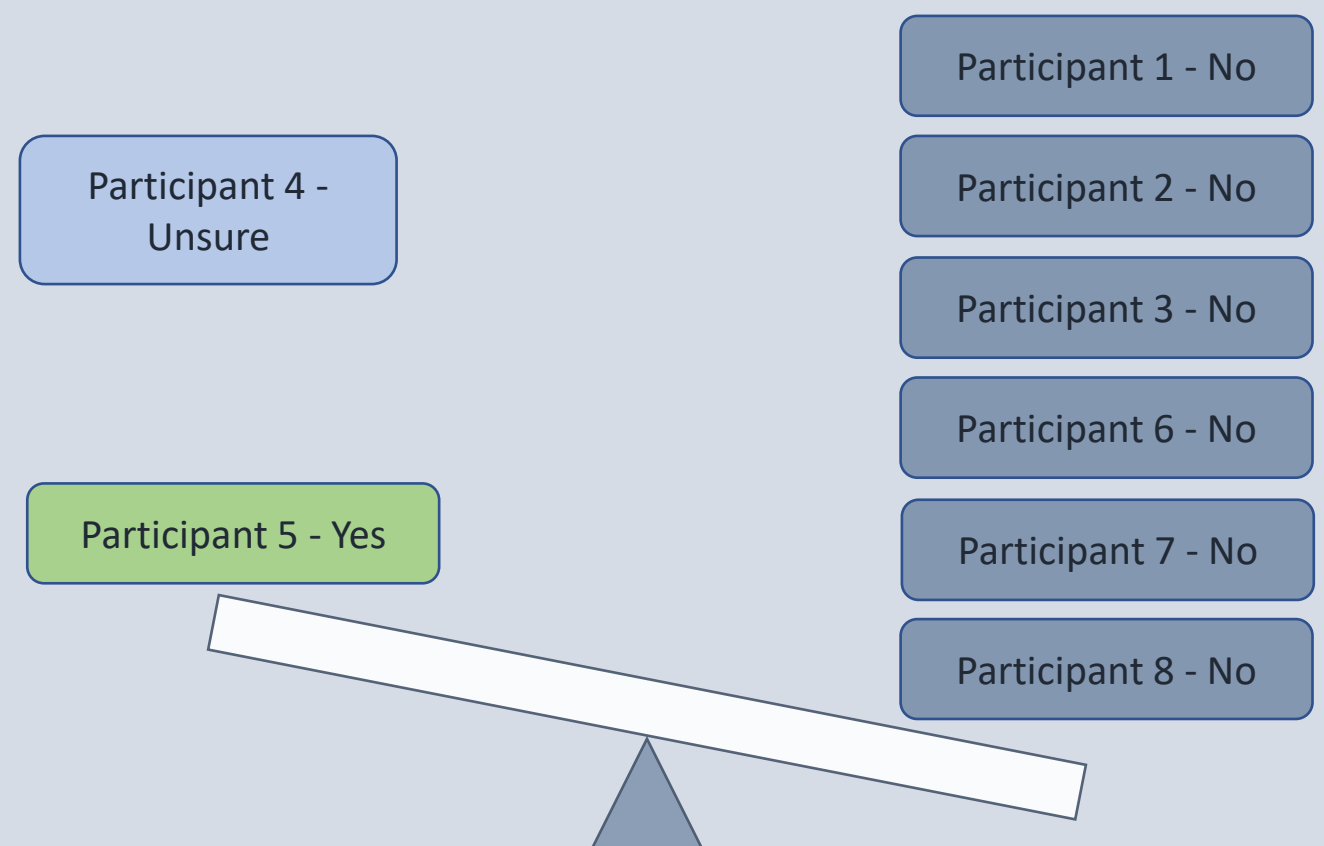 Participant 4 -
Unsure
Participant 5 - Yes
Participant 1 - No
Participant 2 - No
Participant 3 - No
Participant 6 - No
Participant 7 - No
Participant 8 - No